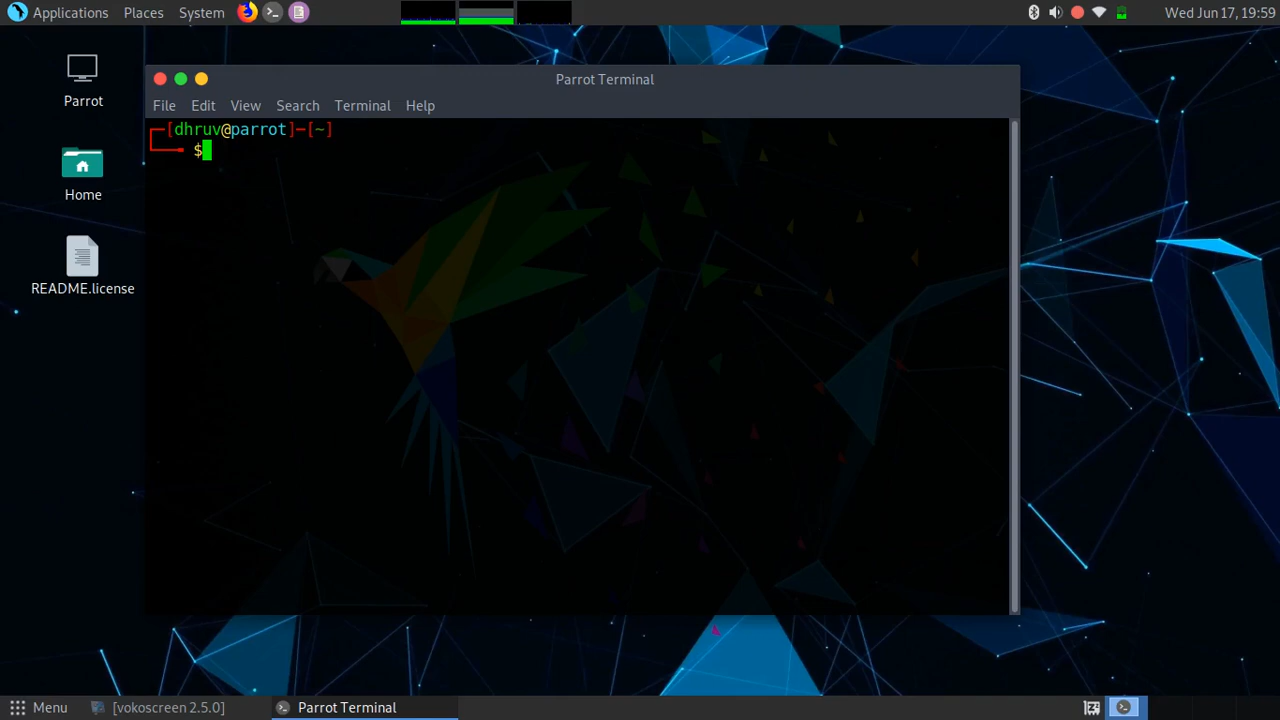 Applications Places System
Wed Jun 17, 19:59
Parrot
Home
README.license
Parrot Terminal
File Edit View Search Terminal Help
┌─[dhruv@parrot]─[~]
└──╼ $
Menu [vokoscreen 2.5.0] Parrot Terminal